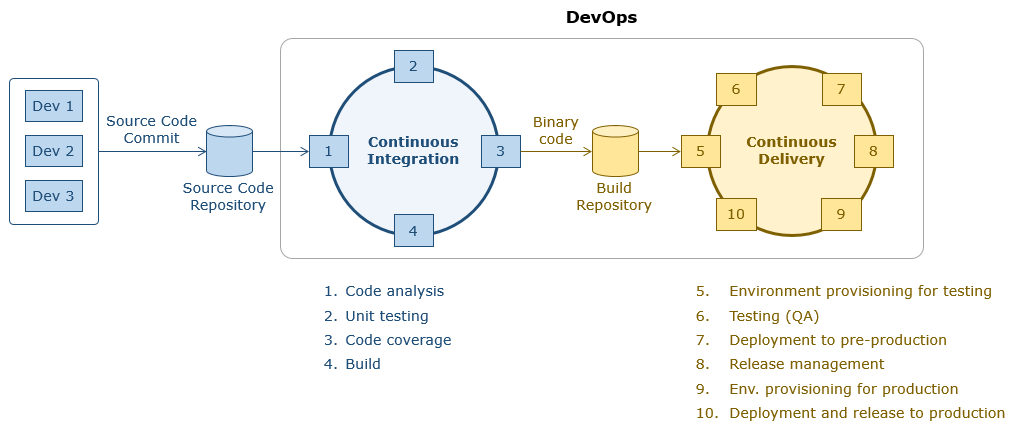 DevOps
Dev 1
Dev 2
Dev 3
Source Code
Commit
Source Code
Repository
1
2
3
4
Continuous
Integration
Binary
code
Build
Repository
5
6
7
8
9
10
Continuous
Delivery
1. Code analysis
2. Unit testing
3. Code coverage
4. Build
5. Environment provisioning for testing
6. Testing (QA)
7. Deployment to pre-production
8. Release management
9. Env. provisioning for production
10. Deployment and release to production